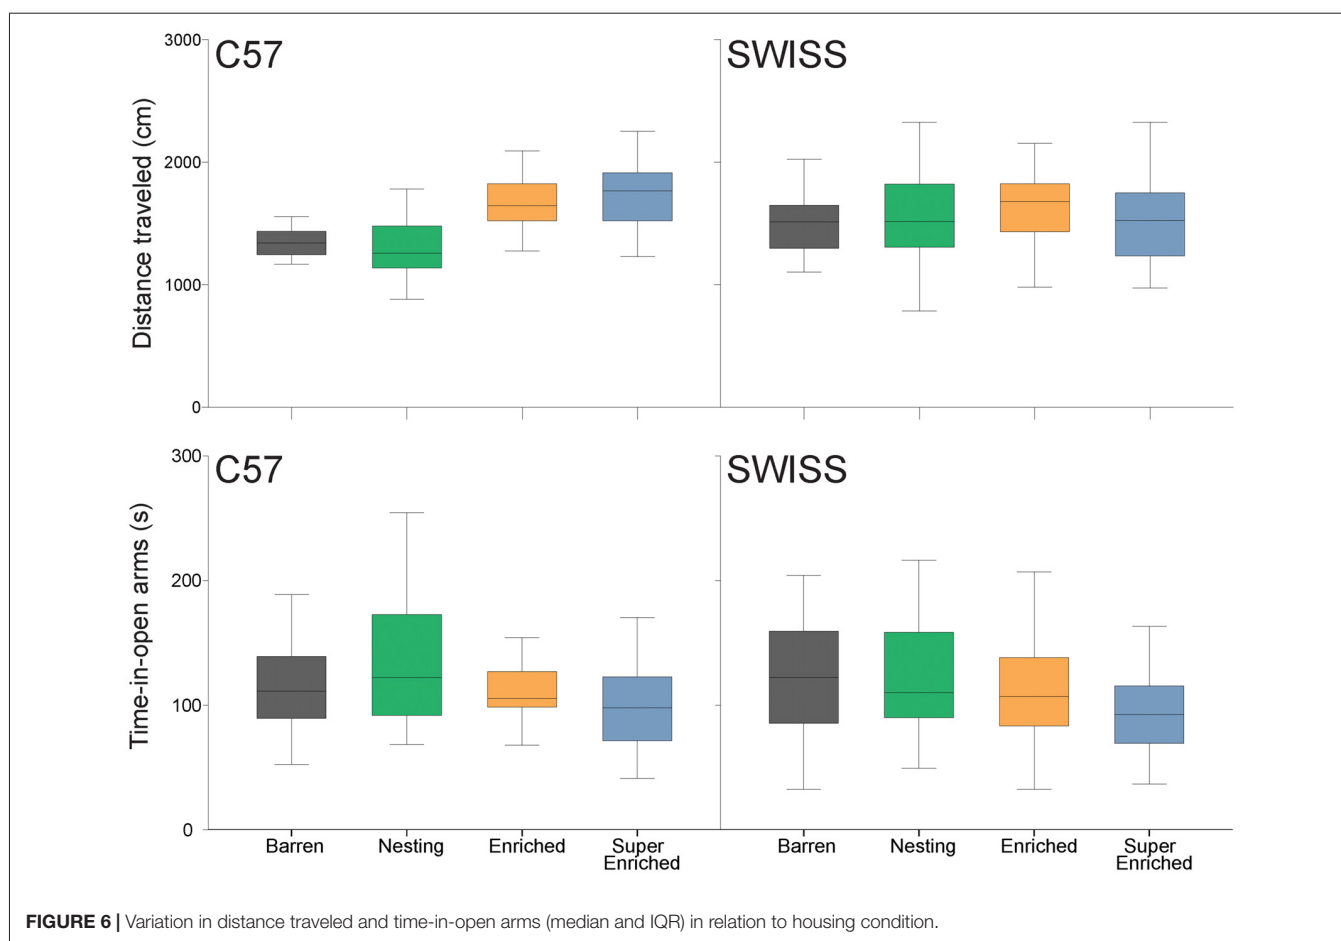 C57
SWISS
Distance traveled (cm)
3000
2000
1000
0
C57
SWISS
Time-in-open arms (s)
300
200
100
0
Barren Nesting Enriched Super Enriched Barren Nesting Enriched Super Enriched
FIGURE 6 | Variation in distance traveled and time-in-open arms (median and IQR) in relation to housing condition.